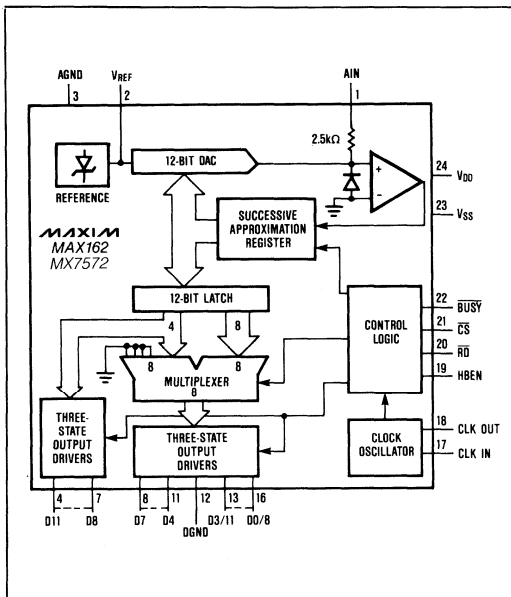 AGND
3
VREF
2
AIN
1
2.5kΩ
12-BIT DAC
REFERENCE
+
−
24
VDD
23
VSS
SUCCESSIVE
APPROXIMATION
REGISTER
MAXIM
MAX162
MX7572
12-BIT LATCH
4
8
8
8
MULTIPLEXER
8
CONTROL
LOGIC
22
BUSY
21
CS
20
RD
19
HBEN
THREE-
STATE
OUTPUT
DRIVERS
THREE-STATE
OUTPUT
DRIVERS
CLOCK
OSCILLATOR
18
CLK OUT
17
CLK IN
4
7
8
11
12
13
16
D11
D8
D7
D4
DGND
D3/11
D0/8